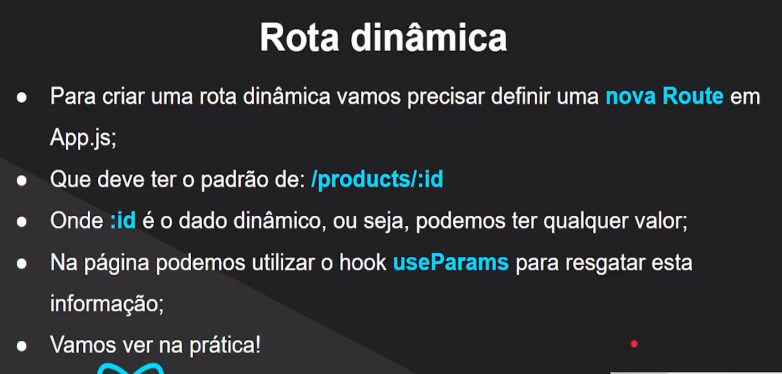 Rota dinâmica
● Para criar uma rota dinâmica vamos precisar definir uma nova Route em
App.js;
● Que deve ter o padrão de: /products/:id
● Onde :id é o dado dinâmico, ou seja, podemos ter qualquer valor;
● Na página podemos utilizar o hook useParams para resgatar esta
informação;
● Vamos ver na prática!